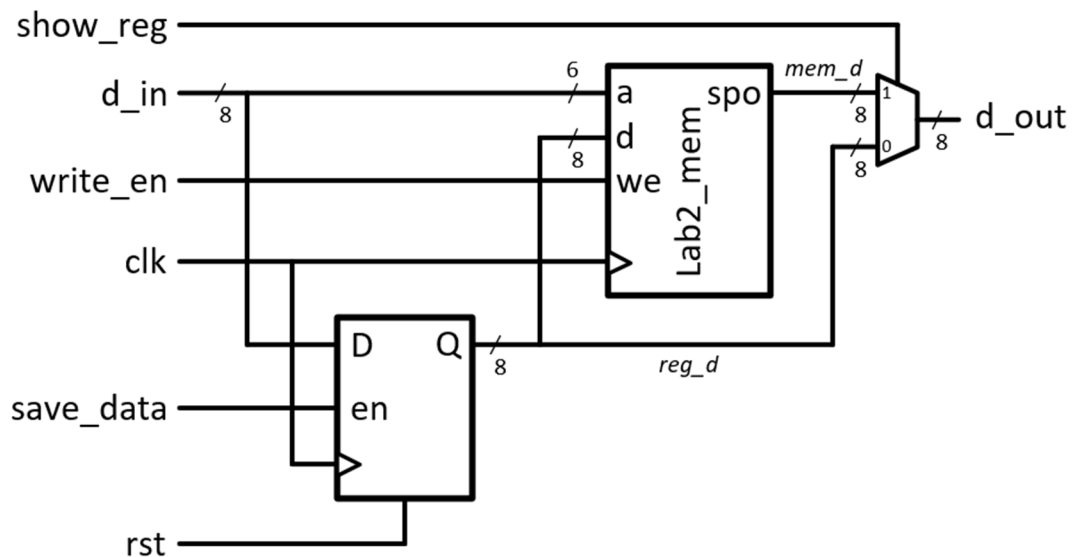 show_reg
d_in
8
6
a
spo
mem_d
8
1
d_out
8
d
8
0
8
write_en
we
Lab2_mem
clk
D
Q
8
reg_d
save_data
en
rst